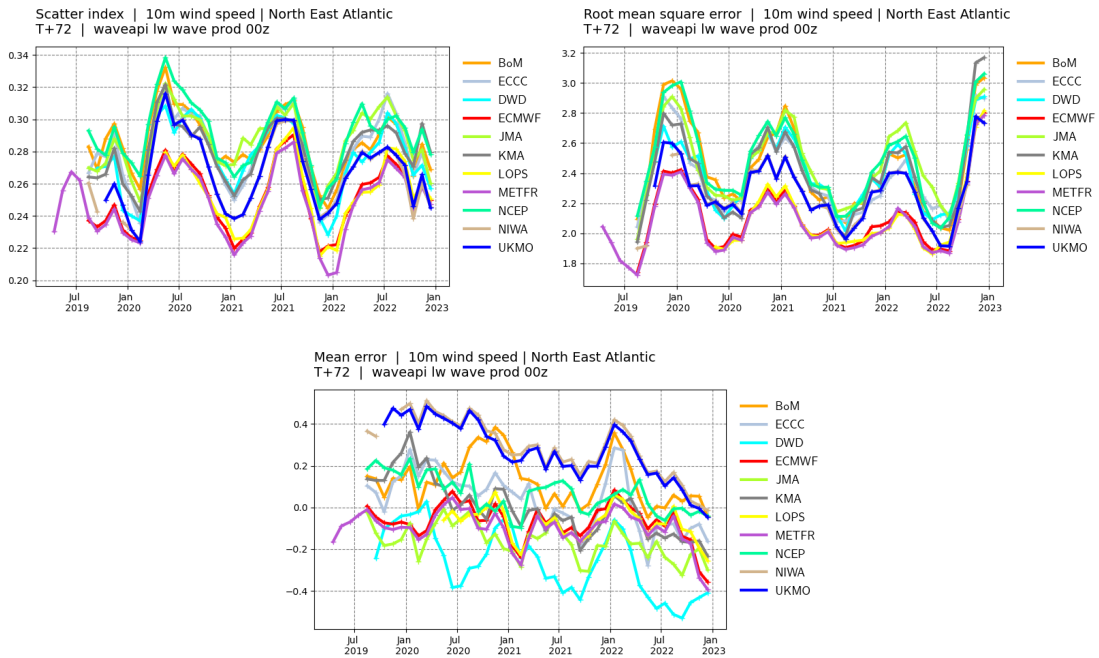 Scatter index | 10m wind speed | North East Atlantic
T+72 | waveapi lw wave prod 00z
0.34
0.32
0.30
0.28
0.26
0.24
0.22
0.20
Jul 2019
Jan 2020
Jul 2020
Jan 2021
Jul 2021
Jan 2022
Jul 2022
Jan 2023
BoM
ECCC
DWD
ECMWF
JMA
KMA
LOPS
METFR
NCEP
NIWA
UKMO
Root mean square error | 10m wind speed | North East Atlantic
T+72 | waveapi lw wave prod 00z
3.2
3.0
2.8
2.6
2.4
2.2
2.0
1.8
Jul 2019
Jan 2020
Jul 2020
Jan 2021
Jul 2021
Jan 2022
Jul 2022
Jan 2023
BoM
ECCC
DWD
ECMWF
JMA
KMA
LOPS
METFR
NCEP
NIWA
UKMO
Mean error | 10m wind speed | North East Atlantic
T+72 | waveapi lw wave prod 00z
0.4
0.2
0.0
−0.2
−0.4
Jul 2019
Jan 2020
Jul 2020
Jan 2021
Jul 2021
Jan 2022
Jul 2022
Jan 2023
BoM
ECCC
DWD
ECMWF
JMA
KMA
LOPS
METFR
NCEP
NIWA
UKMO